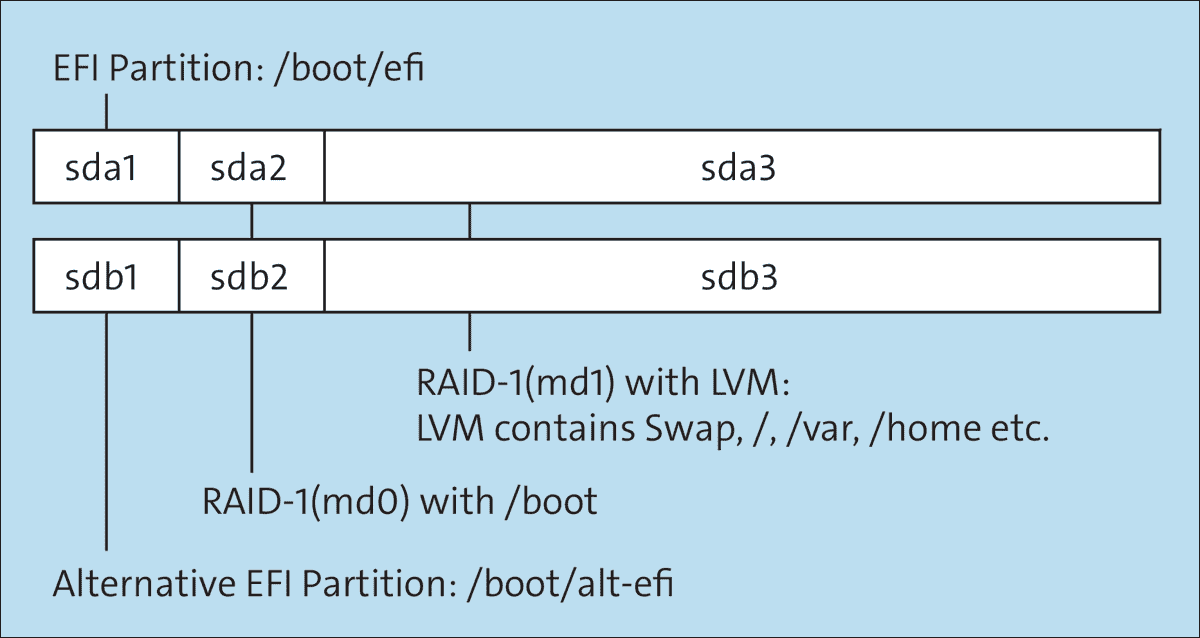 EFI Partition: /boot/efi
sda1 sda2 sda3
sdb1 sdb2 sdb3
RAID-1(md1) with LVM:
LVM contains Swap, /, /var, /home etc.
RAID-1(md0) with /boot
Alternative EFI Partition: /boot/alt-efi